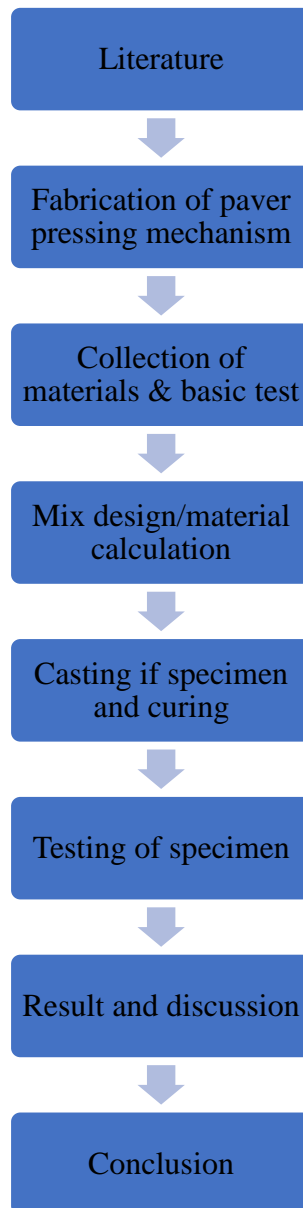 Literature
Fabrication of paver
pressing mechanism
Collection of
materials & basic test
Mix design/material
calculation
Casting if specimen
and curing
Testing of specimen
Result and discussion
Conclusion